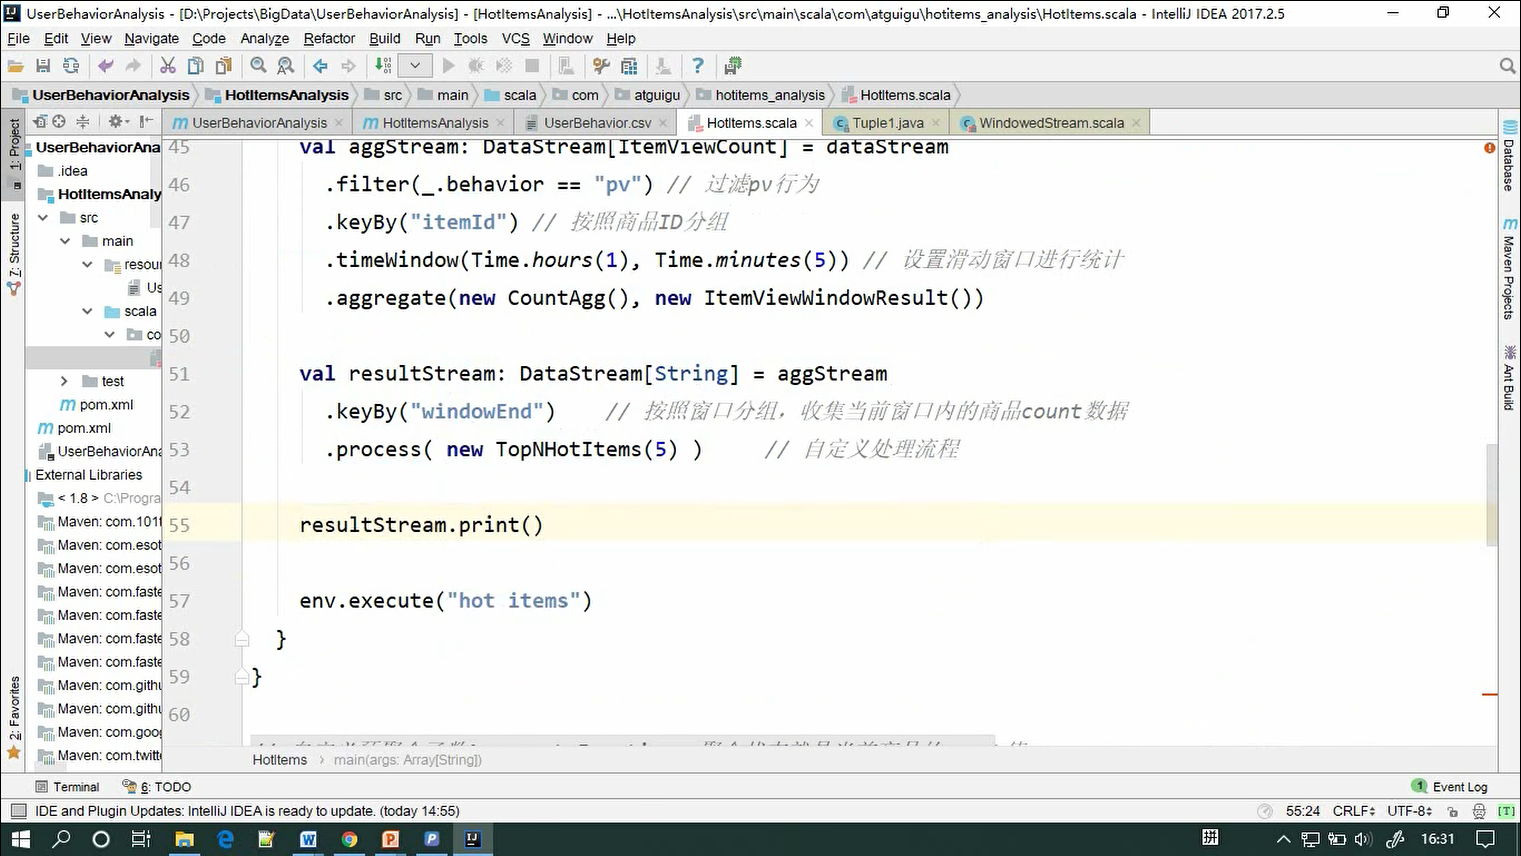 UserBehaviorAnalysis - [D:\Projects\BigData\UserBehaviorAnalysis] - [HotItemsAnalysis] - ...\HotItemsAnalysis\src\main\scala\com\atguigu\hotitems_analysis\HotItems.scala - IntelliJ IDEA 2017.2.5
File Edit View Navigate Code Analyze Refactor Build Run Tools VCS Window Help
UserBehaviorAnalysis HotItemsAnalysis src main scala com atguigu hotitems_analysis HotItems.scala
UserBehaviorAnalysis HotItemsAnalysis UserBehavior.csv HotItems.scala Tuple1.java WindowedStream.scala
1: Project
7: Structure
2: Favorites
UserBehaviorAna
.idea
HotItemsAnaly
src
main
resou
Us
scala
co
test
pom.xml
pom.xml
UserBehaviorAna
External Libraries
< 1.8 > C:\Progra
Maven: com.101t
Maven: com.esot
Maven: com.esot
Maven: com.faste
Maven: com.faste
Maven: com.faste
Maven: com.faste
Maven: com.githu
Maven: com.githu
Maven: com.goog
Maven: com.twitte
45 val aggStream: DataStream[ItemViewCount] = dataStream
46 .filter(_.behavior == "pv") // 过滤pv行为
47 .keyBy("itemId") // 按照商品ID分组
48 .timeWindow(Time.hours(1), Time.minutes(5)) // 设置滑动窗口进行统计
49 .aggregate(new CountAgg(), new ItemViewWindowResult())
50
51 val resultStream: DataStream[String] = aggStream
52 .keyBy("windowEnd") // 按照窗口分组，收集当前窗口内的商品count数据
53 .process( new TopNHotItems(5) ) // 自定义处理流程
54
55 resultStream.print()
56
57 env.execute("hot items")
58 }
59 }
60
HotItems main(args: Array[String])
Database
Maven Projects
Ant Build
Terminal 6: TODO 1 Event Log
IDE and Plugin Updates: IntelliJ IDEA is ready to update. (today 14:55) 55:24 CRLF UTF-8 [T]
拼 16:31